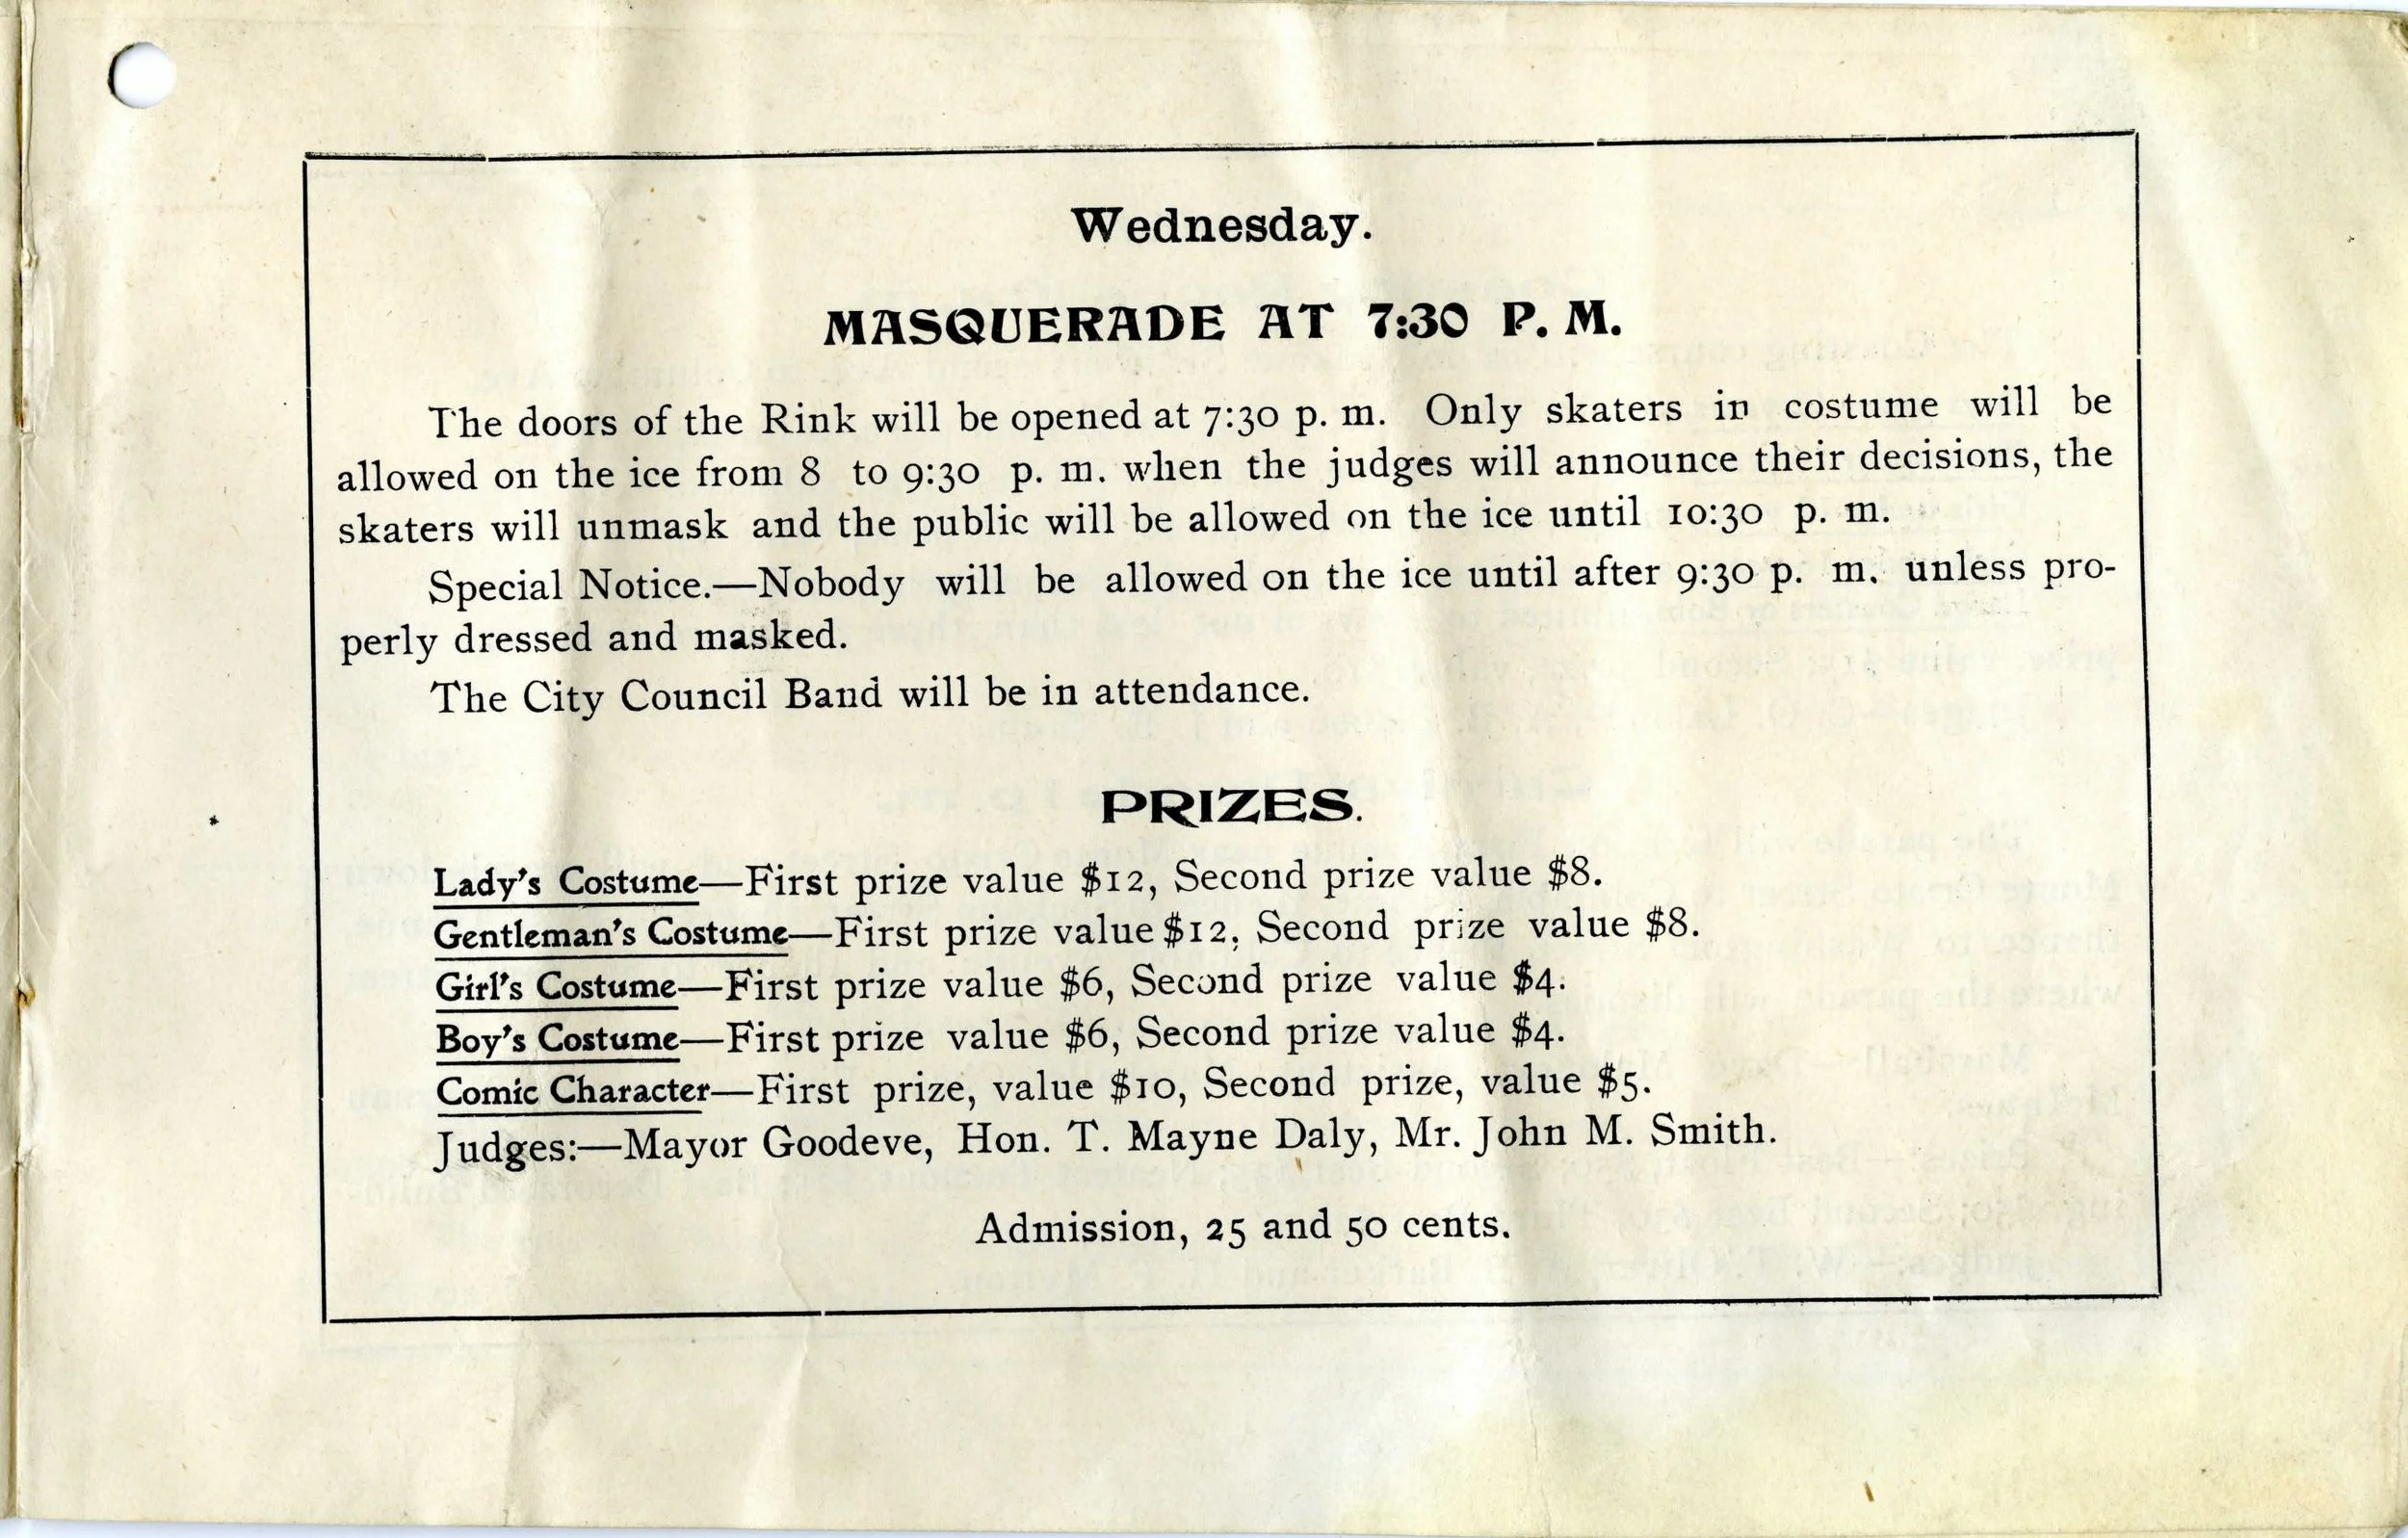 Wednesday.
MASQUERADE AT 7:30 P. M.
The doors of the Rink will be opened at 7:30 p. m. Only skaters in costume will be
allowed on the ice from 8 to 9:30 p. m. when the judges will announce their decisions, the
skaters will unmask and the public will be allowed on the ice until 10:30 p. m.
Special Notice.—Nobody will be allowed on the ice until after 9:30 p. m. unless pro-
perly dressed and masked.
The City Council Band will be in attendance.
PRIZES.
Lady's Costume—First prize value $12, Second prize value $8.
Gentleman's Costume—First prize value $12, Second prize value $8.
Girl's Costume—First prize value $6, Second prize value $4.
Boy's Costume—First prize value $6, Second prize value $4.
Comic Character—First prize, value $10, Second prize, value $5.
Judges:—Mayor Goodeve, Hon. T. Mayne Daly, Mr. John M. Smith.
Admission, 25 and 50 cents.